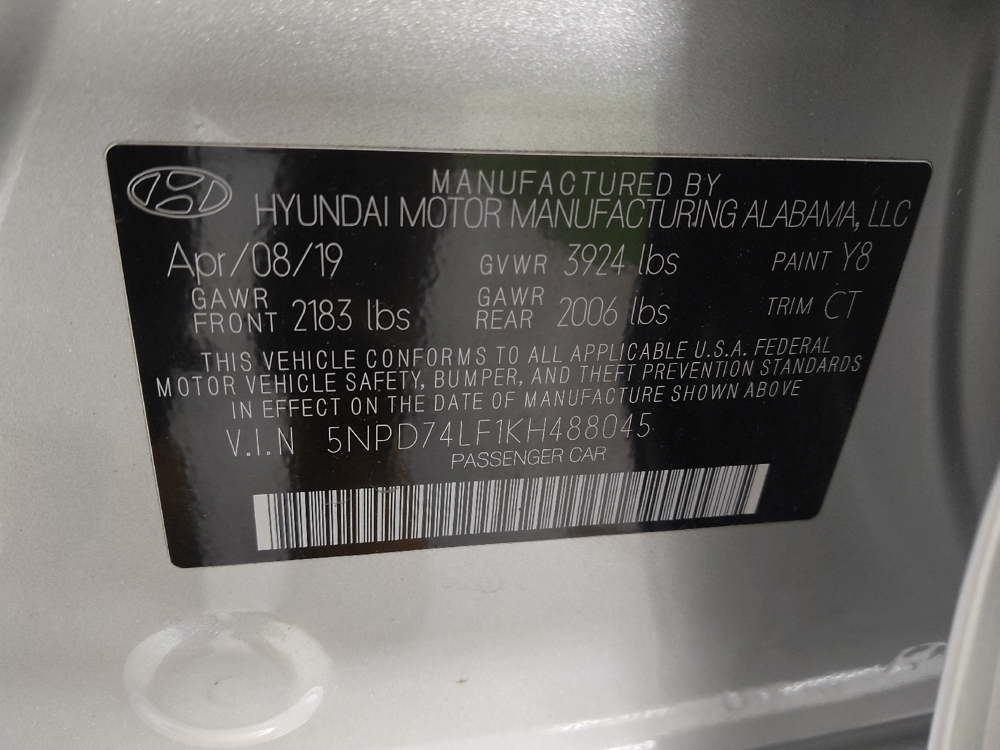 MANUFACTURED BY
HYUNDAI MOTOR MANUFACTURING ALABAMA, LLC
Apr/08/19 GVWR 3924 lbs PAINT Y8
GAWR FRONT 2183 lbs GAWR REAR 2006 lbs TRIM CT
THIS VEHICLE CONFORMS TO ALL APPLICABLE U.S.A. FEDERAL
MOTOR VEHICLE SAFETY, BUMPER, AND THEFT PREVENTION STANDARDS
IN EFFECT ON THE DATE OF MANUFACTURE SHOWN ABOVE
V.I.N 5NPD74LF1KH488045
PASSENGER CAR